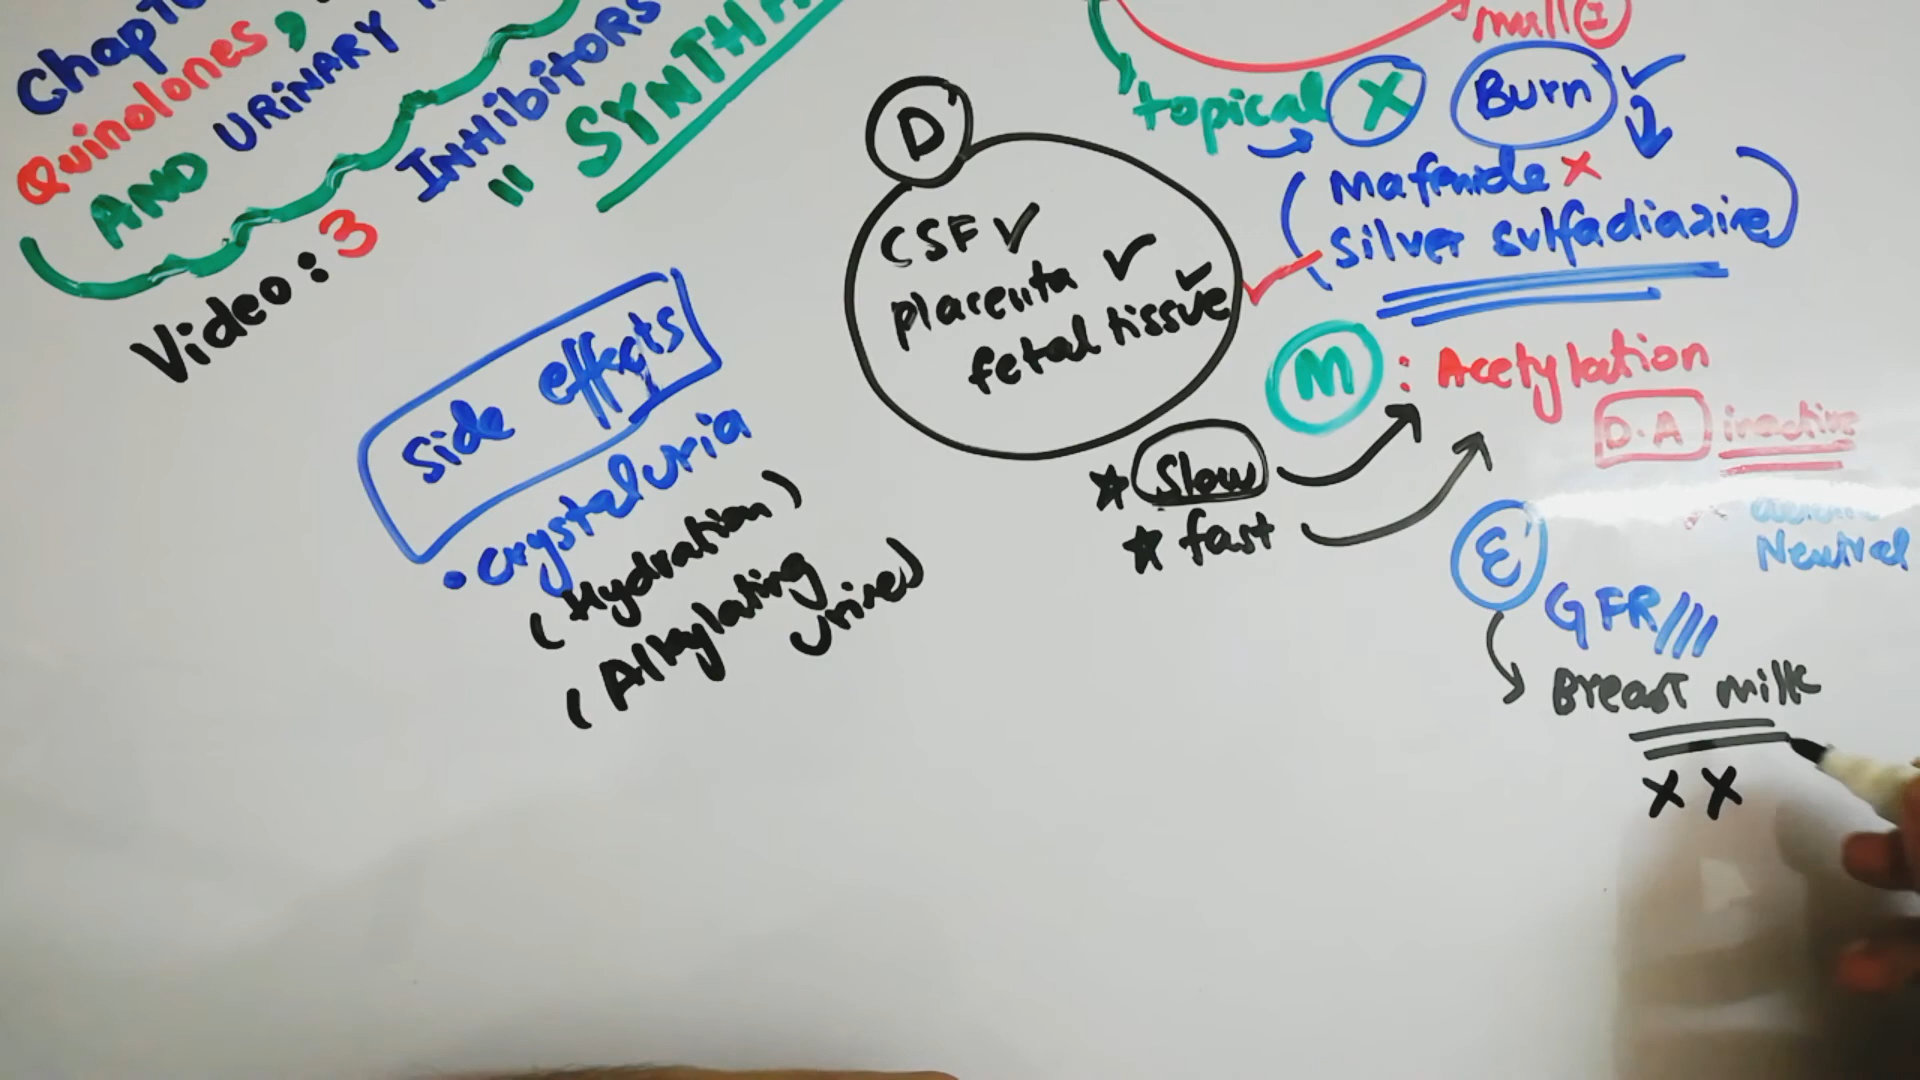 Quinolones,
AND URINARY
INHIBITORS
"SYNTH
Video: 3
Side effects
• crystaluria
(Hydration)
(Alkylating
urine)
D
CSF ✓
placenta ✓
fetal tissue ✓
topical X Burn ✓
(Mafenide X
Silver sulfadiazine)
M : Acetylation
D.A inactive
* Slow
* fast
Neutral
E
GFR
Breast milk
X X